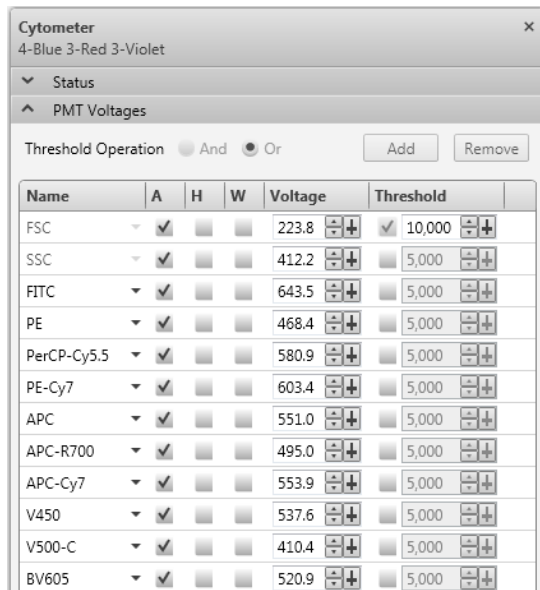 Cytometer
4-Blue 3-Red 3-Violet
Status
PMT Voltages
Threshold Operation And Or Add Remove
Name A H W Voltage Threshold
FSC 223.8 10,000
SSC 412.2 5,000
FITC 643.5 5,000
PE 468.4 5,000
PerCP-Cy5.5 580.9 5,000
PE-Cy7 603.4 5,000
APC 551.0 5,000
APC-R700 495.0 5,000
APC-Cy7 553.9 5,000
V450 537.6 5,000
V500-C 410.4 5,000
BV605 520.9 5,000